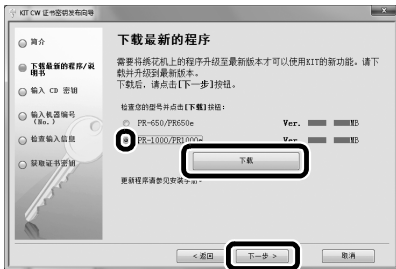 KIT CW 证书密钥发布向导
简介
下载最新的程序/说
明书
输入 CD 密钥
输入机器编号
(No.)
检查输入信息
获取证书密钥
下载最新的程序
需要将绣花机上的程序升级至最新版本才可以使用KIT的新功能。请下
载并升级到最新版本。
下载后，请点击[下一步]按钮。
检查您的型号并点击[下载]按钮:
PR-650/PR650e Ver. MB
PR-1000/PR1000e Ver. MB
下载
更新程序请参见安装手册。
< 返回
下一步 >
取消